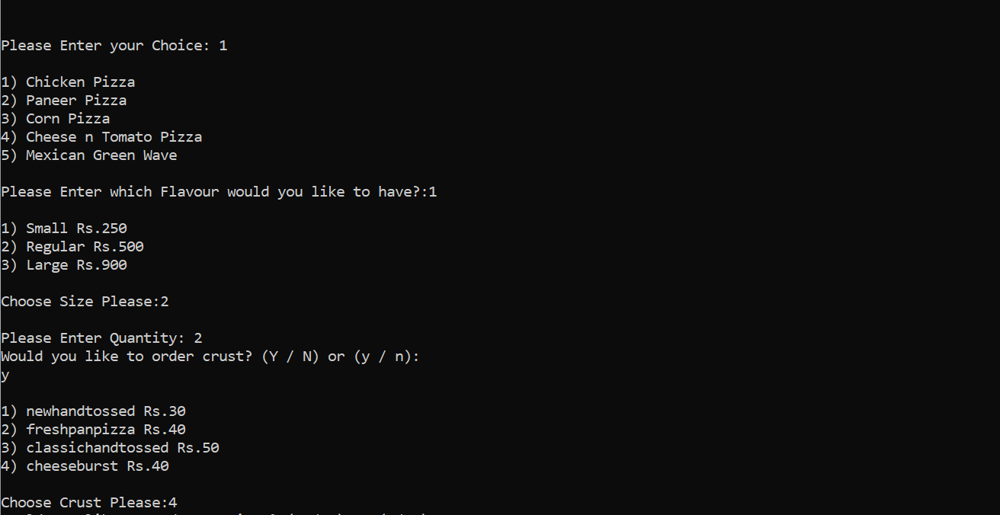 Please Enter your Choice: 1
1) Chicken Pizza
2) Paneer Pizza
3) Corn Pizza
4) Cheese n Tomato Pizza
5) Mexican Green Wave
Please Enter which Flavour would you like to have?:1
1) Small Rs.250
2) Regular Rs.500
3) Large Rs.900
Choose Size Please:2
Please Enter Quantity: 2
Would you like to order crust? (Y / N) or (y / n):
y
1) newhandtossed Rs.30
2) freshpanpizza Rs.40
3) classichandtossed Rs.50
4) cheeseburst Rs.40
Choose Crust Please:4